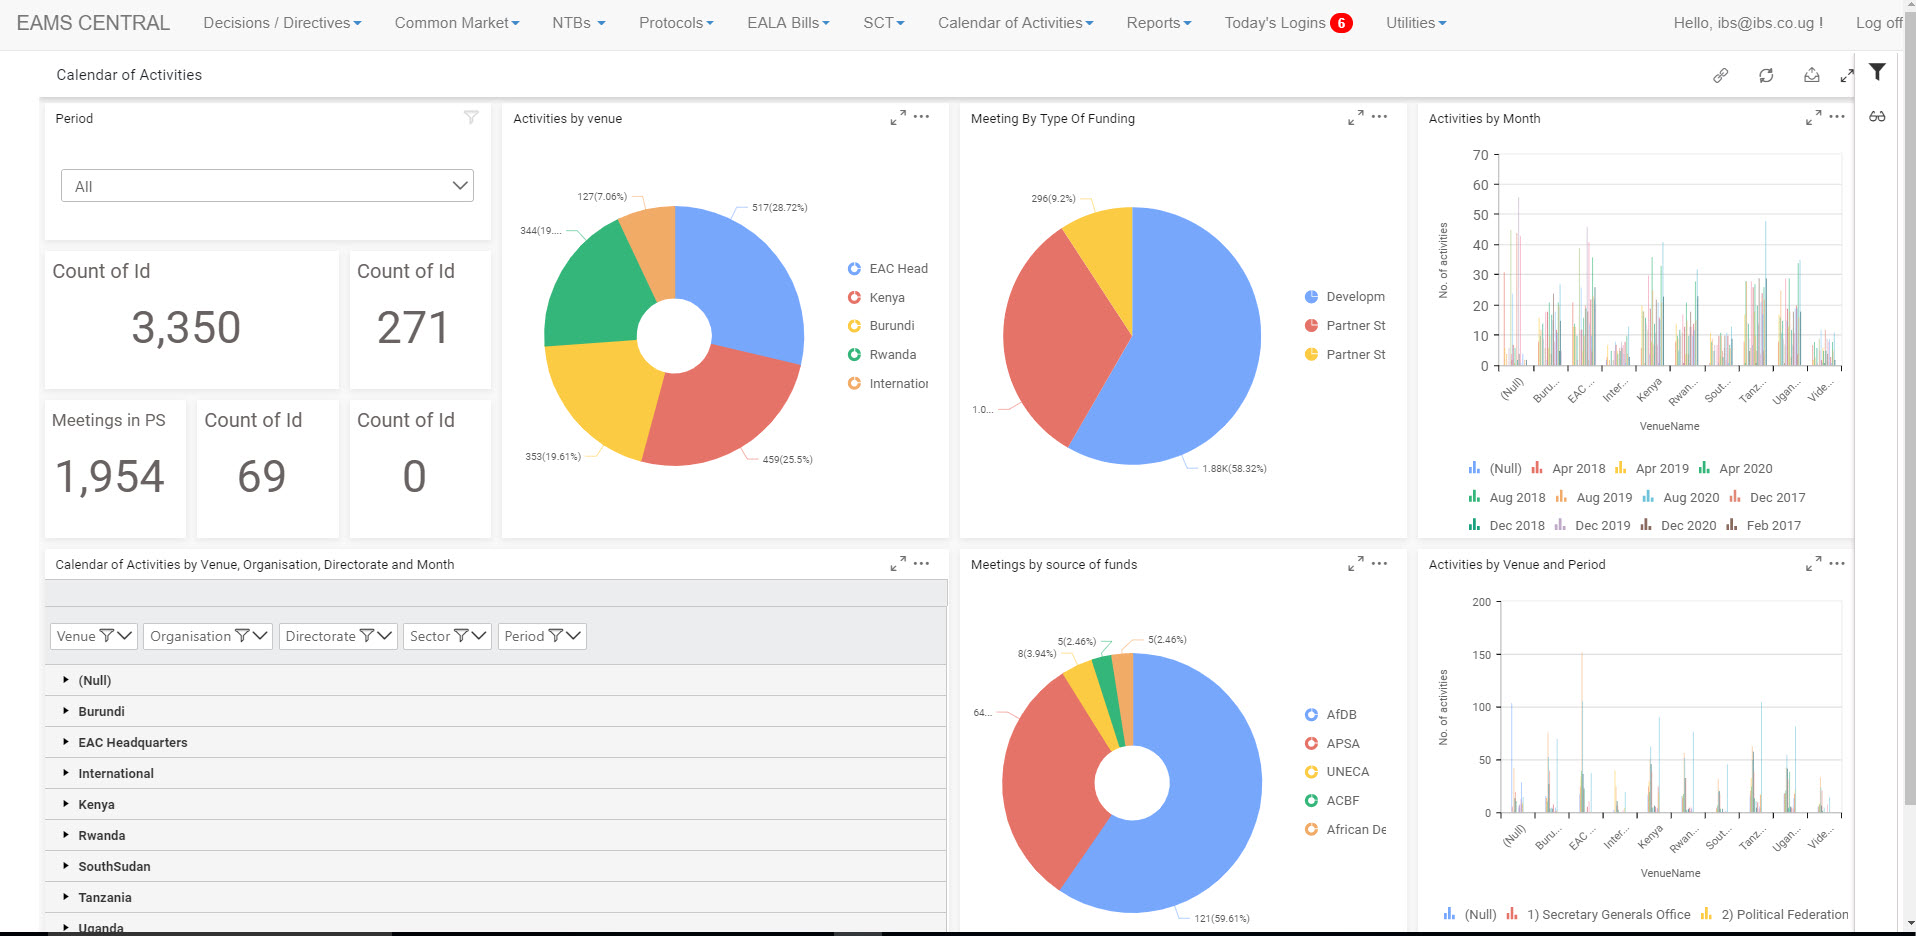 EAMS CENTRAL Decisions / Directives Common Market NTBs Protocols EALA Bills SCT Calendar of Activities Reports Today's Logins 6 Utilities Hello, ibs@ibs.co.ug ! Log off
Calendar of Activities
Period
All
Count of Id
3,350
Count of Id
271
Meetings in PS
1,954
Count of Id
69
Count of Id
0
Activities by venue
127(7.06%)
517(28.72%)
344(19....
353(19.61%)
459(25.5%)
EAC Head
Kenya
Burundi
Rwanda
Internation
Meeting By Type Of Funding
296(9.2%)
1.0...
1.88K(58.32%)
Developm
Partner St
Partner St
Activities by Month
70
60
50
40
30
20
10
0
No. of activities
(Null) Buru... EAC ... Inter... Kenya Rwan... Sout... Tanz... Ugan... Vide...
VenueName
(Null) Apr 2018 Apr 2019 Apr 2020
Aug 2018 Aug 2019 Aug 2020 Dec 2017
Dec 2018 Dec 2019 Dec 2020 Feb 2017
Calendar of Activities by Venue, Organisation, Directorate and Month
Venue Organisation Directorate Sector Period
(Null)
Burundi
EAC Headquarters
International
Kenya
Rwanda
SouthSudan
Tanzania
Uganda
Meetings by source of funds
5(2.46%)
5(2.46%)
8(3.94%)
64...
121(59.61%)
AfDB
APSA
UNECA
ACBF
African De
Activities by Venue and Period
200
150
100
50
0
No. of activities
(Null) Buru... EAC ... Inter... Kenya Rwan... Sout... Tanz... Ugan... Vide...
VenueName
(Null) 1) Secretary Generals Office 2) Political Federation